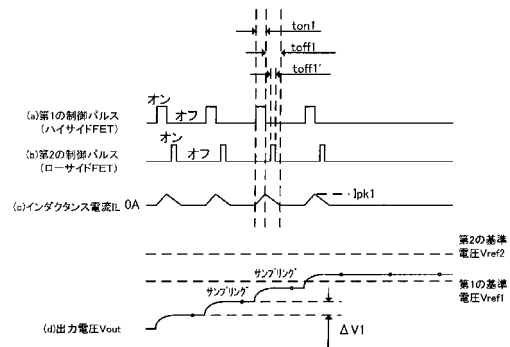 ton1
toff1
toff1'
オン
(a)第1の制御パルス
(ハイサイドFET)
オフ
オン
(b)第2の制御パルス
(ローサイドFET)
オフ
(c)インダクタンス電流IL 0A
Ipk1
第2の基準
電圧Vref2
サンプリング
第1の基準
電圧Vref1
サンプリング
(d)出力電圧Vout
ΔV1